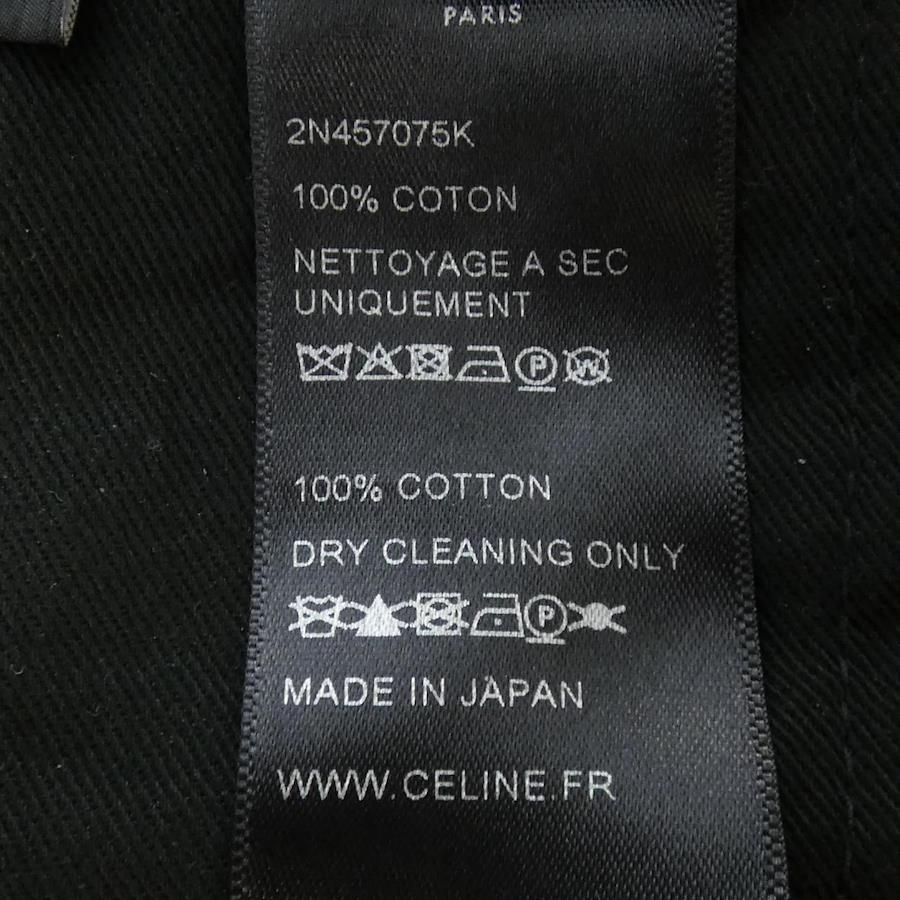 PARIS
2N457075K
100% COTON
NETTOYAGE A SEC
UNIQUEMENT
P W
100% COTTON
DRY CLEANING ONLY
P
MADE IN JAPAN
WWW.CELINE.FR